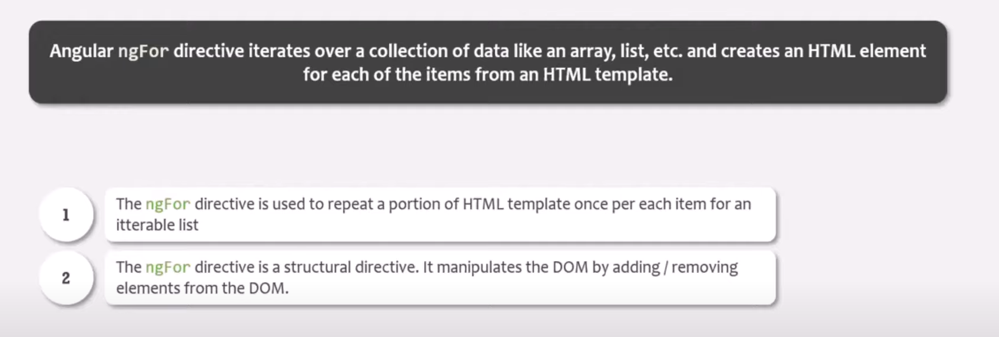 Angular ngFor directive iterates over a collection of data like an array, list, etc. and creates an HTML element
for each of the items from an HTML template.
1
The ngFor directive is used to repeat a portion of HTML template once per each item for an
itterable list
2
The ngFor directive is a structural directive. It manipulates the DOM by adding / removing
elements from the DOM.